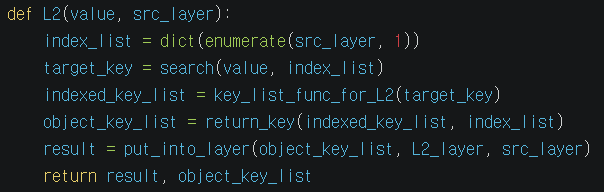 def L2(value, src_layer):
    index_list = dict(enumerate(src_layer, 1))
    target_key = search(value, index_list)
    indexed_key_list = key_list_func_for_L2(target_key)
    object_key_list = return_key(indexed_key_list, index_list)
    result = put_into_layer(object_key_list, L2_layer, src_layer)
    return result, object_key_list